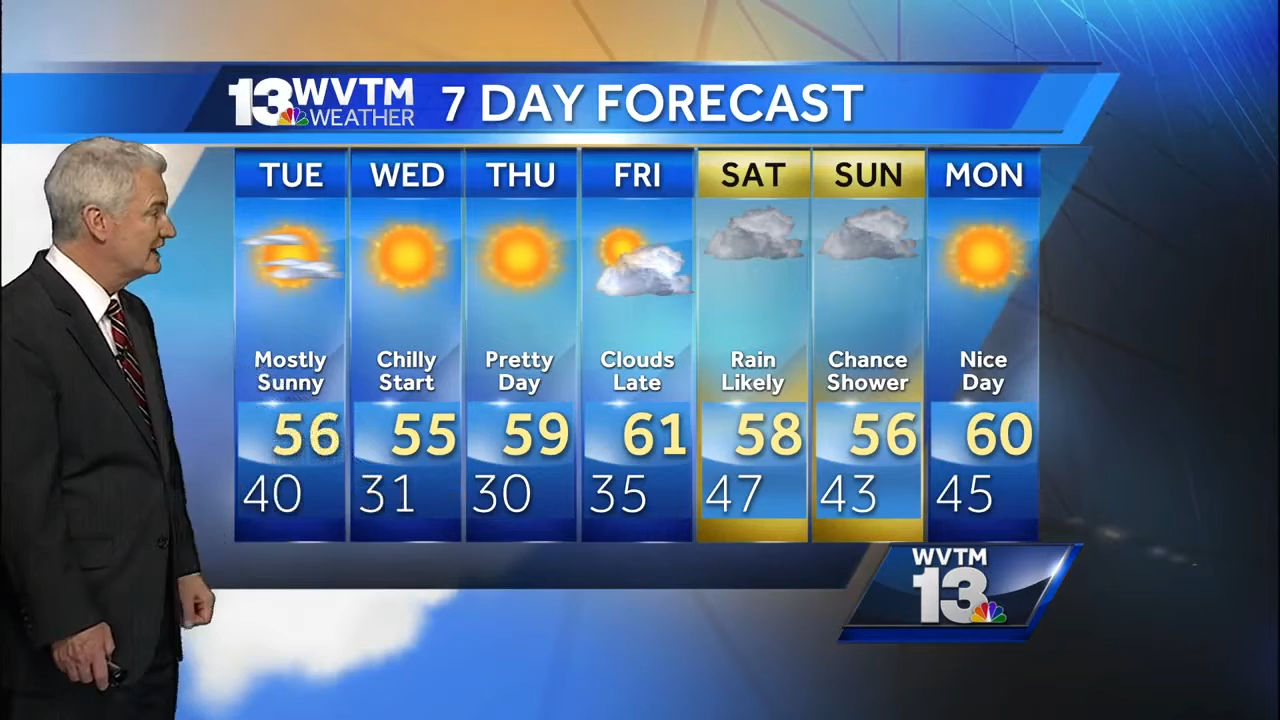 13 WVTM
WEATHER
7 DAY FORECAST
TUE WED THU FRI SAT SUN MON
Mostly Chilly Pretty Clouds Rain Chance Nice
Sunny Start Day Late Likely Shower Day
56 55 59 61 58 56 60
40 31 30 35 47 43 45
WVTM
13